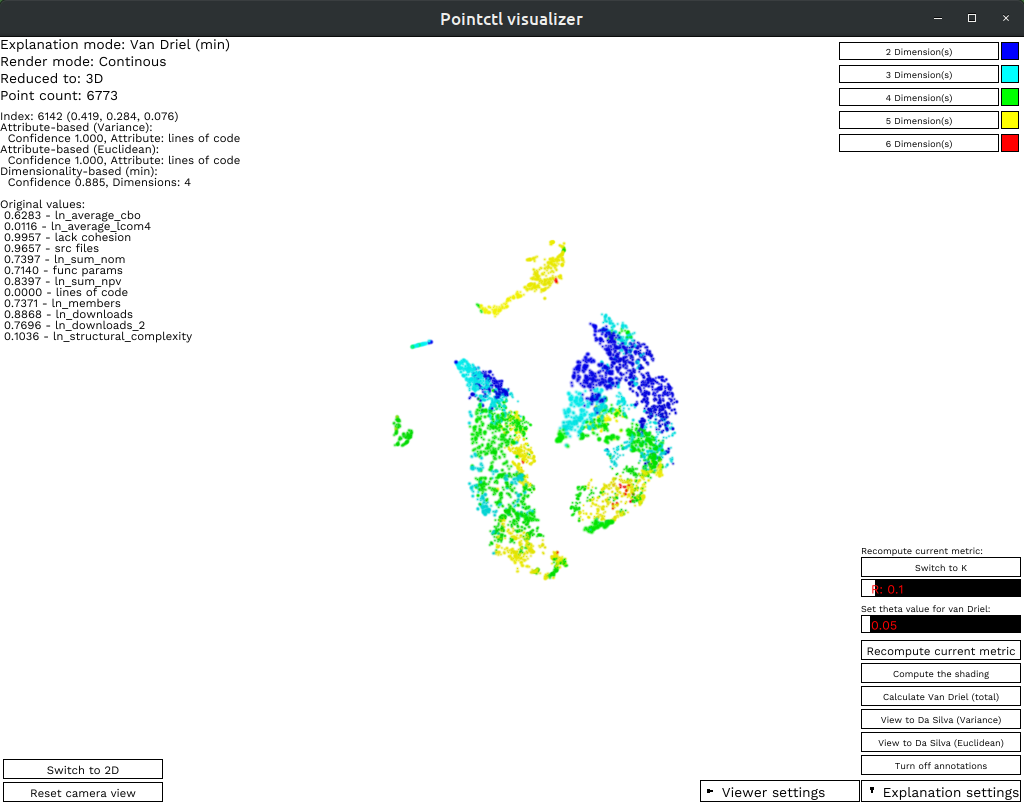 Pointctl visualizer
Explanation mode: Van Driel (min)
Render mode: Continous
Reduced to: 3D
Point count: 6773
Index: 6142 (0.419, 0.284, 0.076)
Attribute-based (Variance):
Confidence 1.000, Attribute: lines of code
Attribute-based (Euclidean):
Confidence 1.000, Attribute: lines of code
Dimensionality-based (min):
Confidence 0.885, Dimensions: 4
Original values:
0.6283 - ln_average_cbo
0.0116 - ln_average_lcom4
0.9957 - lack cohesion
0.9657 - src files
0.7397 - ln_sum_nom
0.7140 - func params
0.8397 - ln_sum_npv
0.0000 - lines of code
0.7371 - ln_members
0.8868 - ln_downloads
0.7696 - ln_downloads_2
0.1036 - ln_structural_complexity
2 Dimension(s)
3 Dimension(s)
4 Dimension(s)
5 Dimension(s)
6 Dimension(s)
Recompute current metric:
Switch to K
R: 0.1
Set theta value for van Driel:
0.05
Recompute current metric
Compute the shading
Calculate Van Driel (total)
View to Da Silva (Variance)
View to Da Silva (Euclidean)
Turn off annotations
Switch to 2D
Reset camera view
Viewer settings
Explanation settings